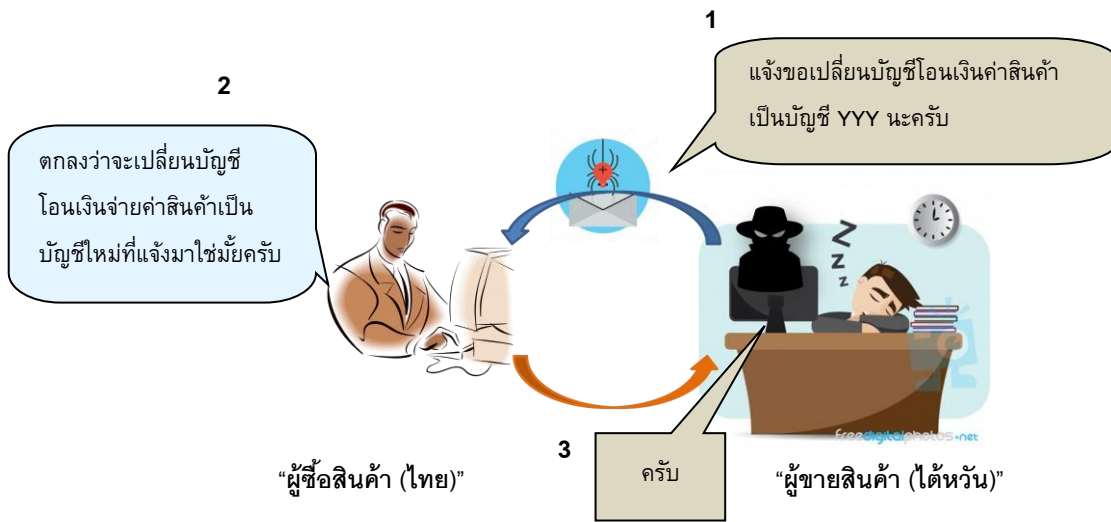 1
แจ้งขอเปลี่ยนบัญชีโอนเงินค่าสินค้า
เป็นบัญชี YYY นะครับ
2
ตกลงว่าจะเปลี่ยนบัญชี
โอนเงินจ่ายค่าสินค้าเป็น
บัญชีใหม่ที่แจ้งมาใช่มั้ยครับ
Z
Z
Z
freedigitalphotos.net
3
ครับ
“ผู้ซื้อสินค้า (ไทย)”
“ผู้ขายสินค้า (ไต้หวัน)”